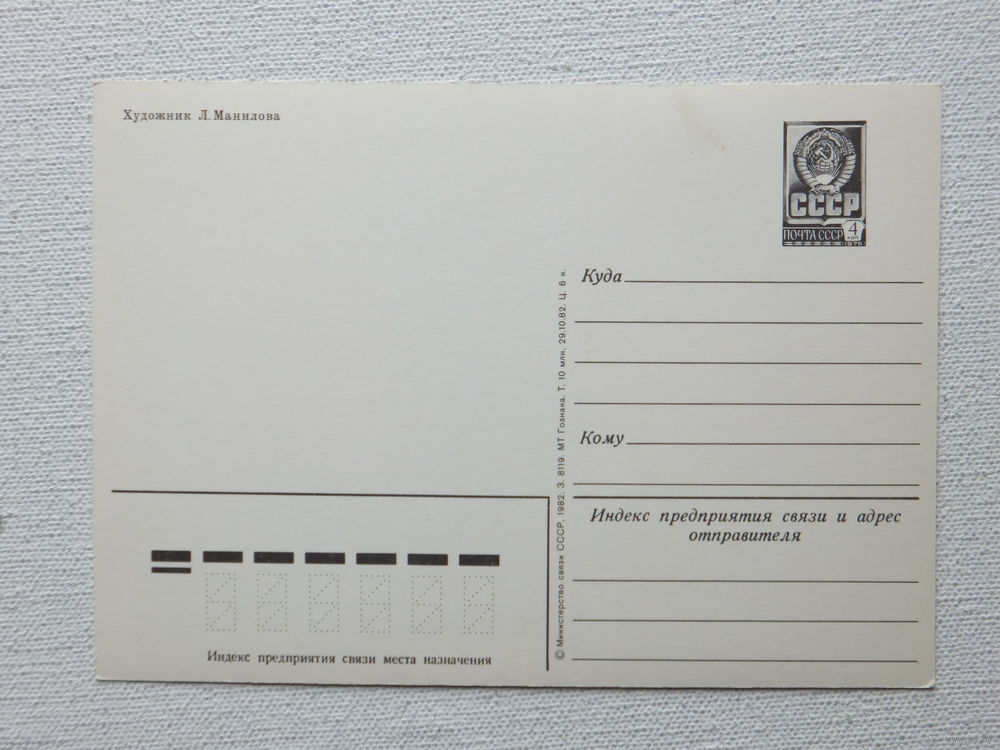 Художник Л. Манилова
СССР
ПОЧТА СССР 4 КОП
1976
Куда
Кому
© Министерство связи СССР, 1982. З. 8119. МТ Гознака. Т. 10 млн. 29.10.82. Ц. 6 к.
Индекс предприятия связи и адрес
отправителя
Индекс предприятия связи места назначения